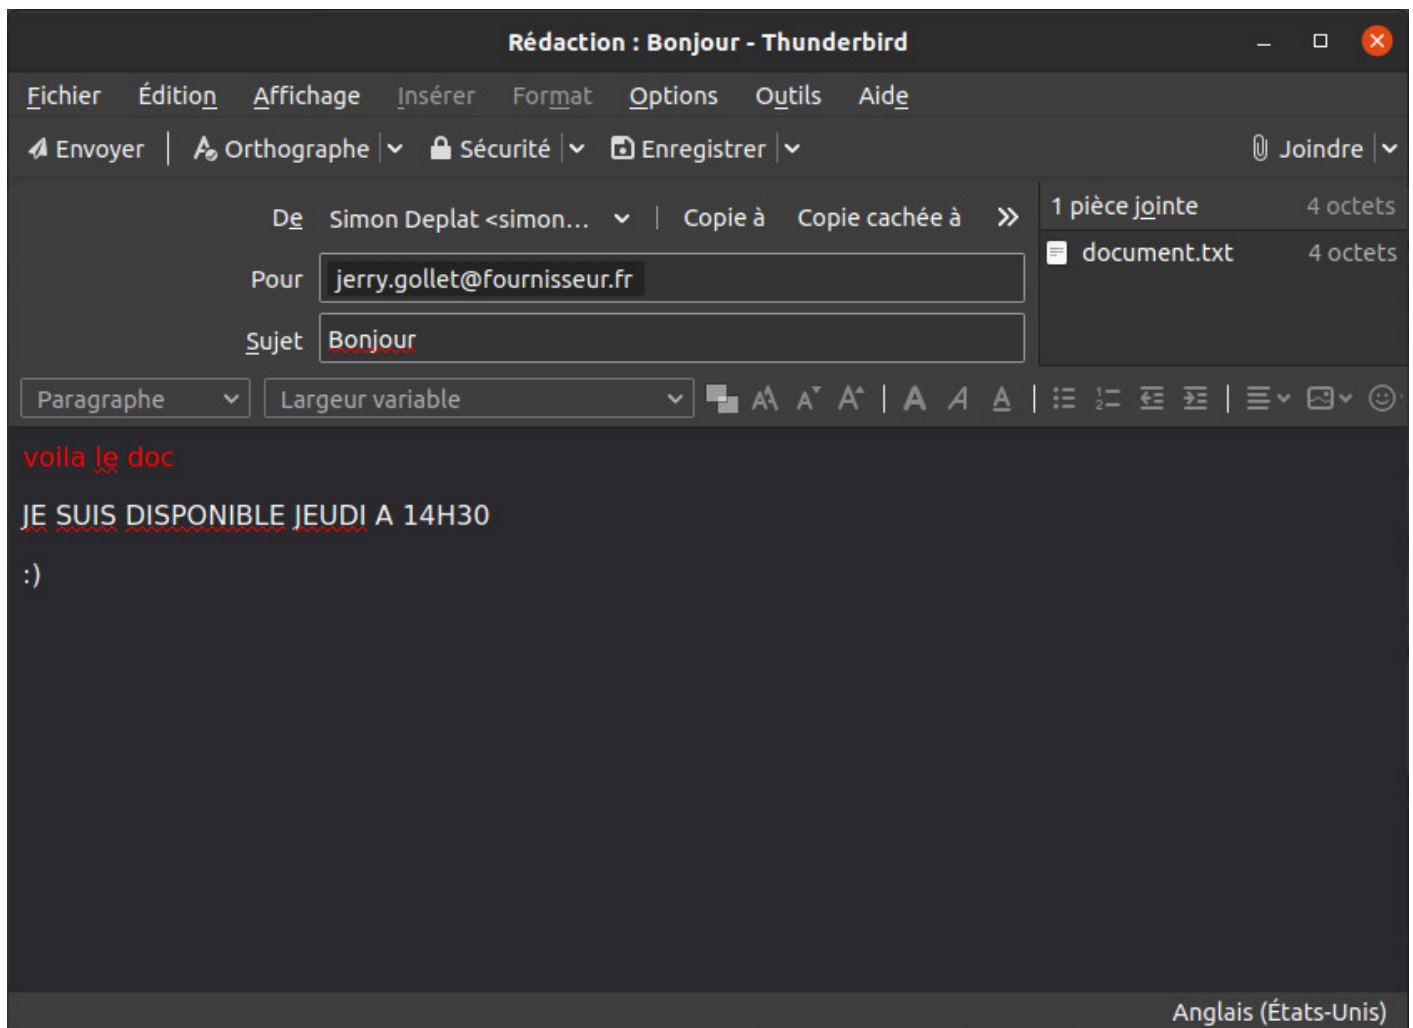 Rédaction : Bonjour - Thunderbird
Fichier Édition Affichage Insérer Format Options Outils Aide
Envoyer Orthographe Sécurité Enregistrer Joindre
De Simon Deplat <simon... Copie à Copie cachée à
1 pièce jointe 4 octets
document.txt 4 octets
Pour jerry.gollet@fournisseur.fr
Sujet Bonjour
Paragraphe Largeur variable
voila le doc
JE SUIS DISPONIBLE JEUDI A 14H30
:)
Anglais (États-Unis)